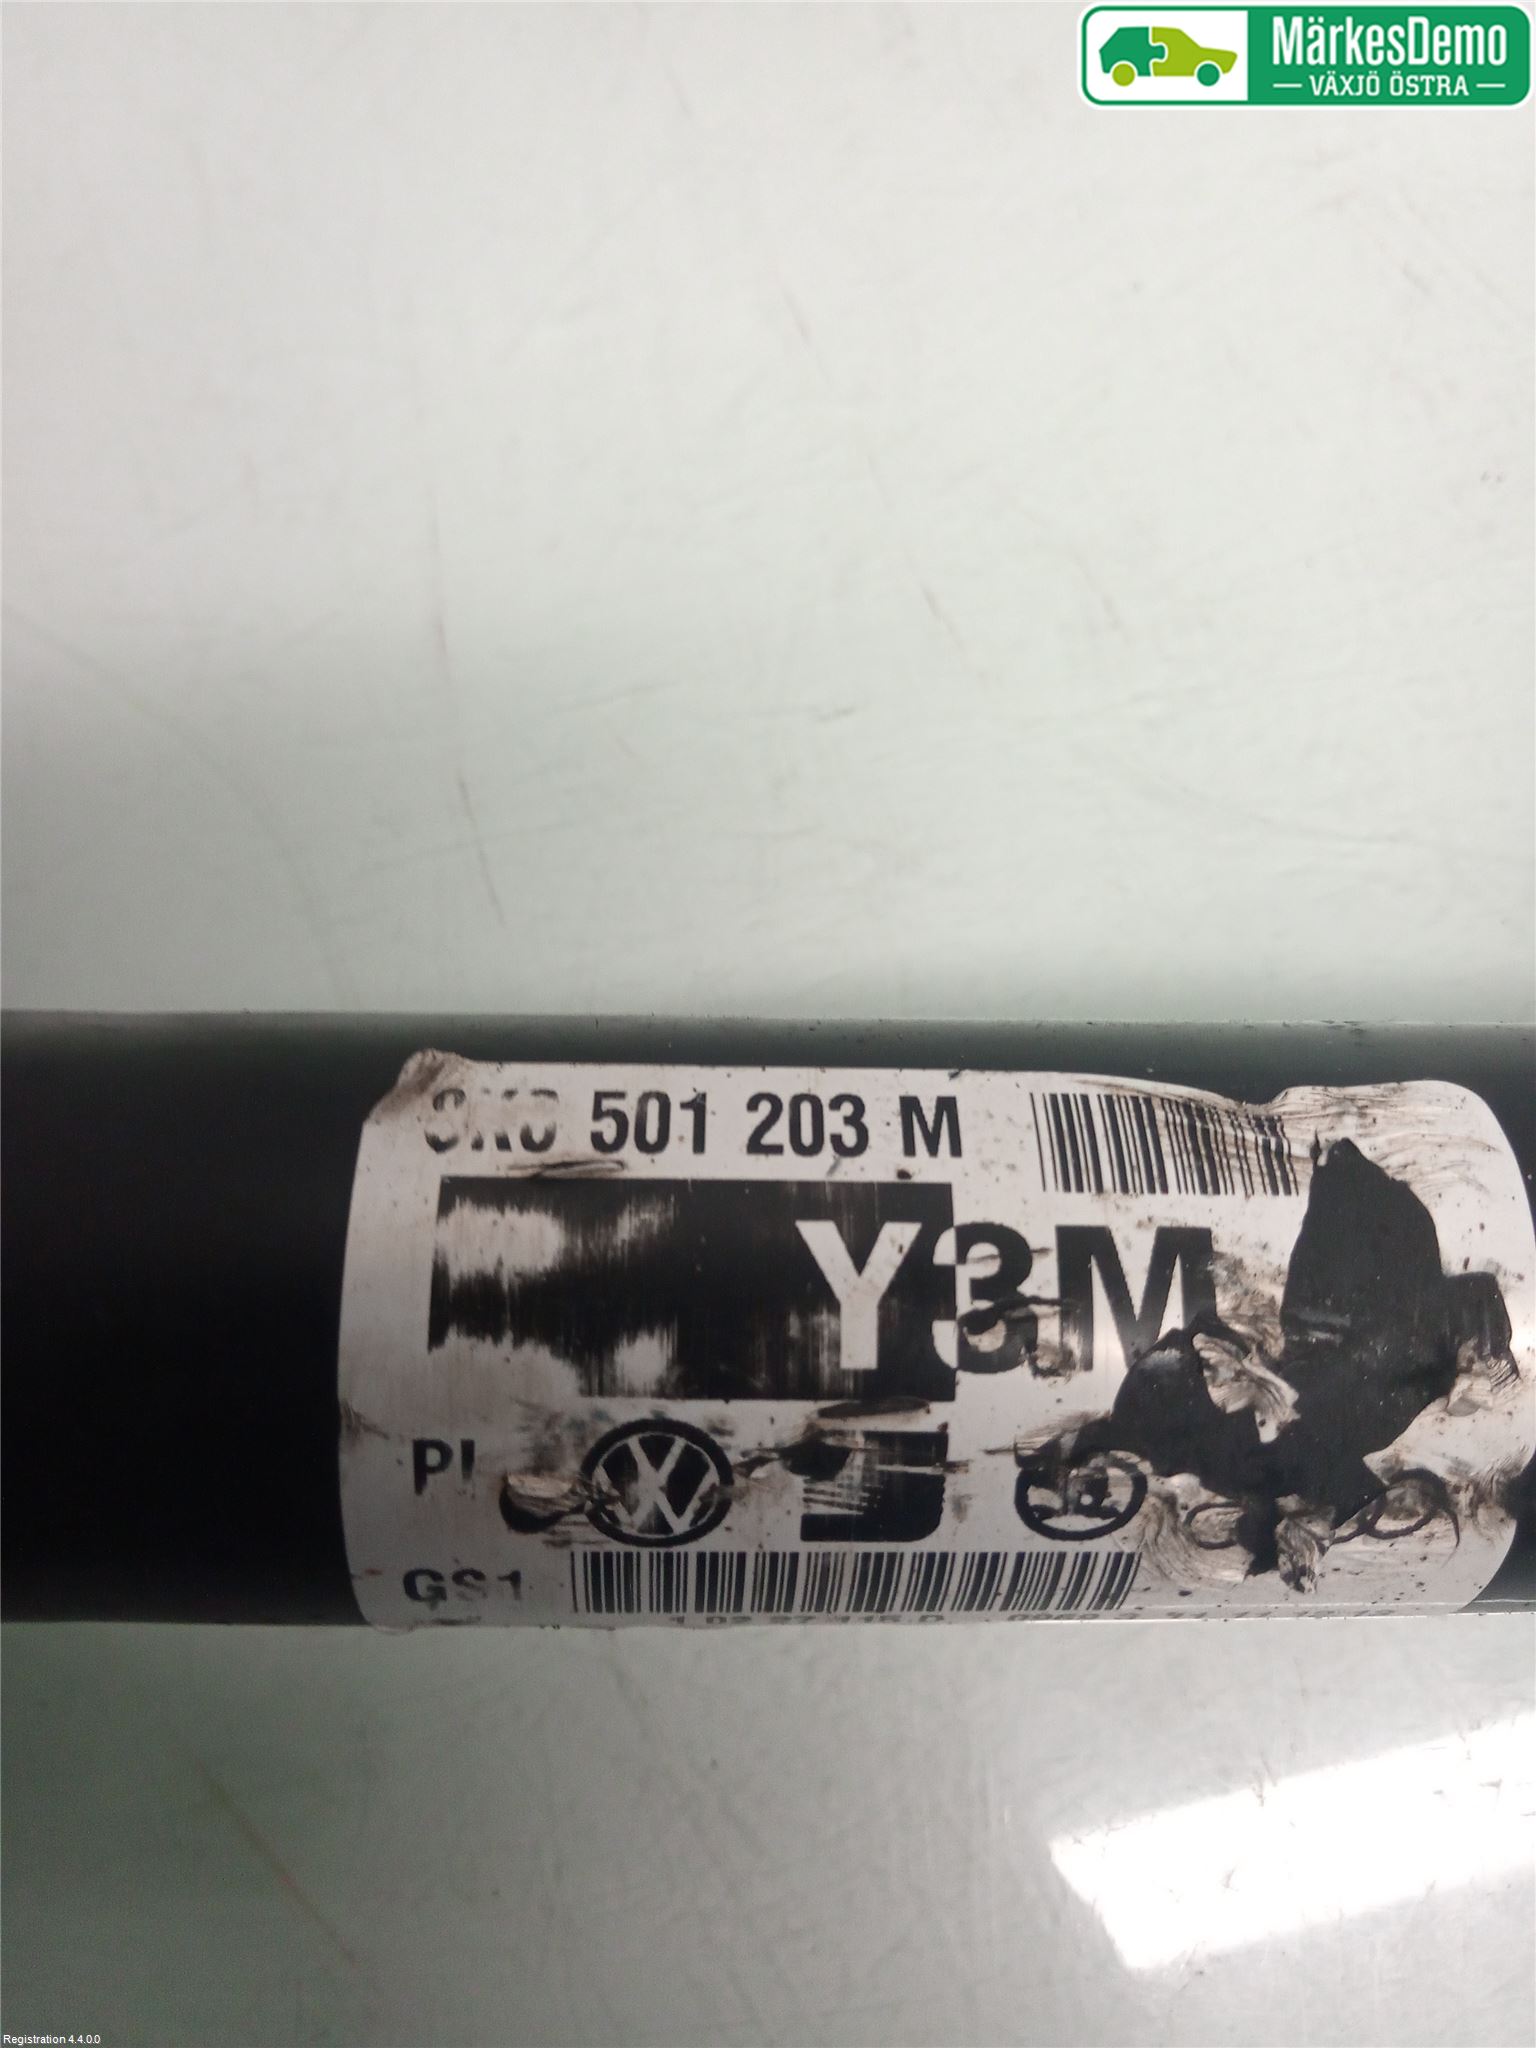 MärkesDemo
VÄXJÖ ÖSTRA
501 203 M
Y3M
GS1
Registration 4.4.0.0